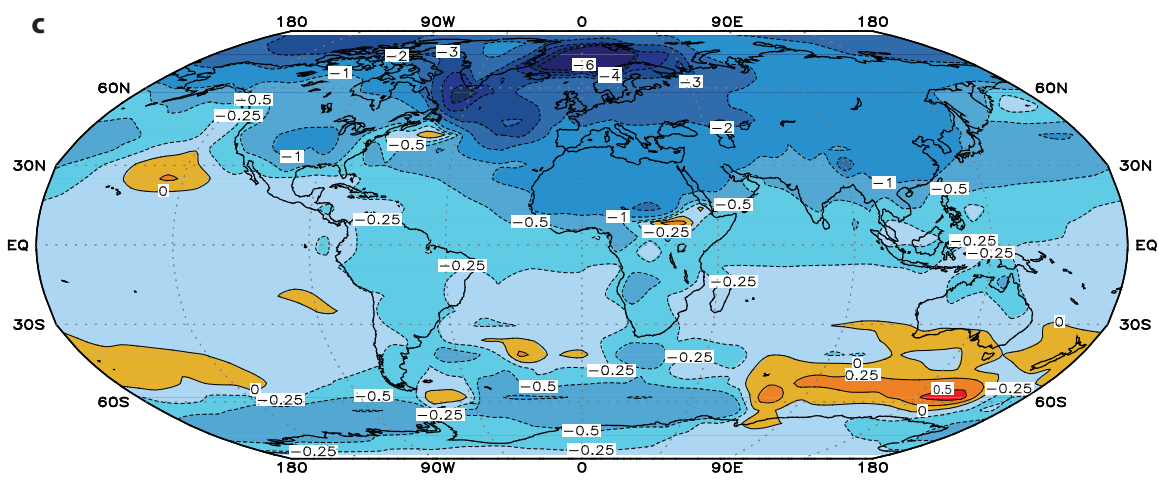 c
180 90W 0 90E 180
−2 −3
−6
−1 −4 −3
60N 60N
−0.5
−0.25
−0.5 −2
−1
30N 30N
0 −1 −0.5
−0.25 −0.5 −1 −0.5
−0.25
EQ −0.25 EQ
−0.25
−0.25 −0.25
30S 0 30S
−0.25 0
−0.25 0.25
0 −0.5 −0.5 0.5 −0.25
60S −0.25 60S
−0.25 0
−0.5
−0.25 −0.25
180 90W 0 90E 180